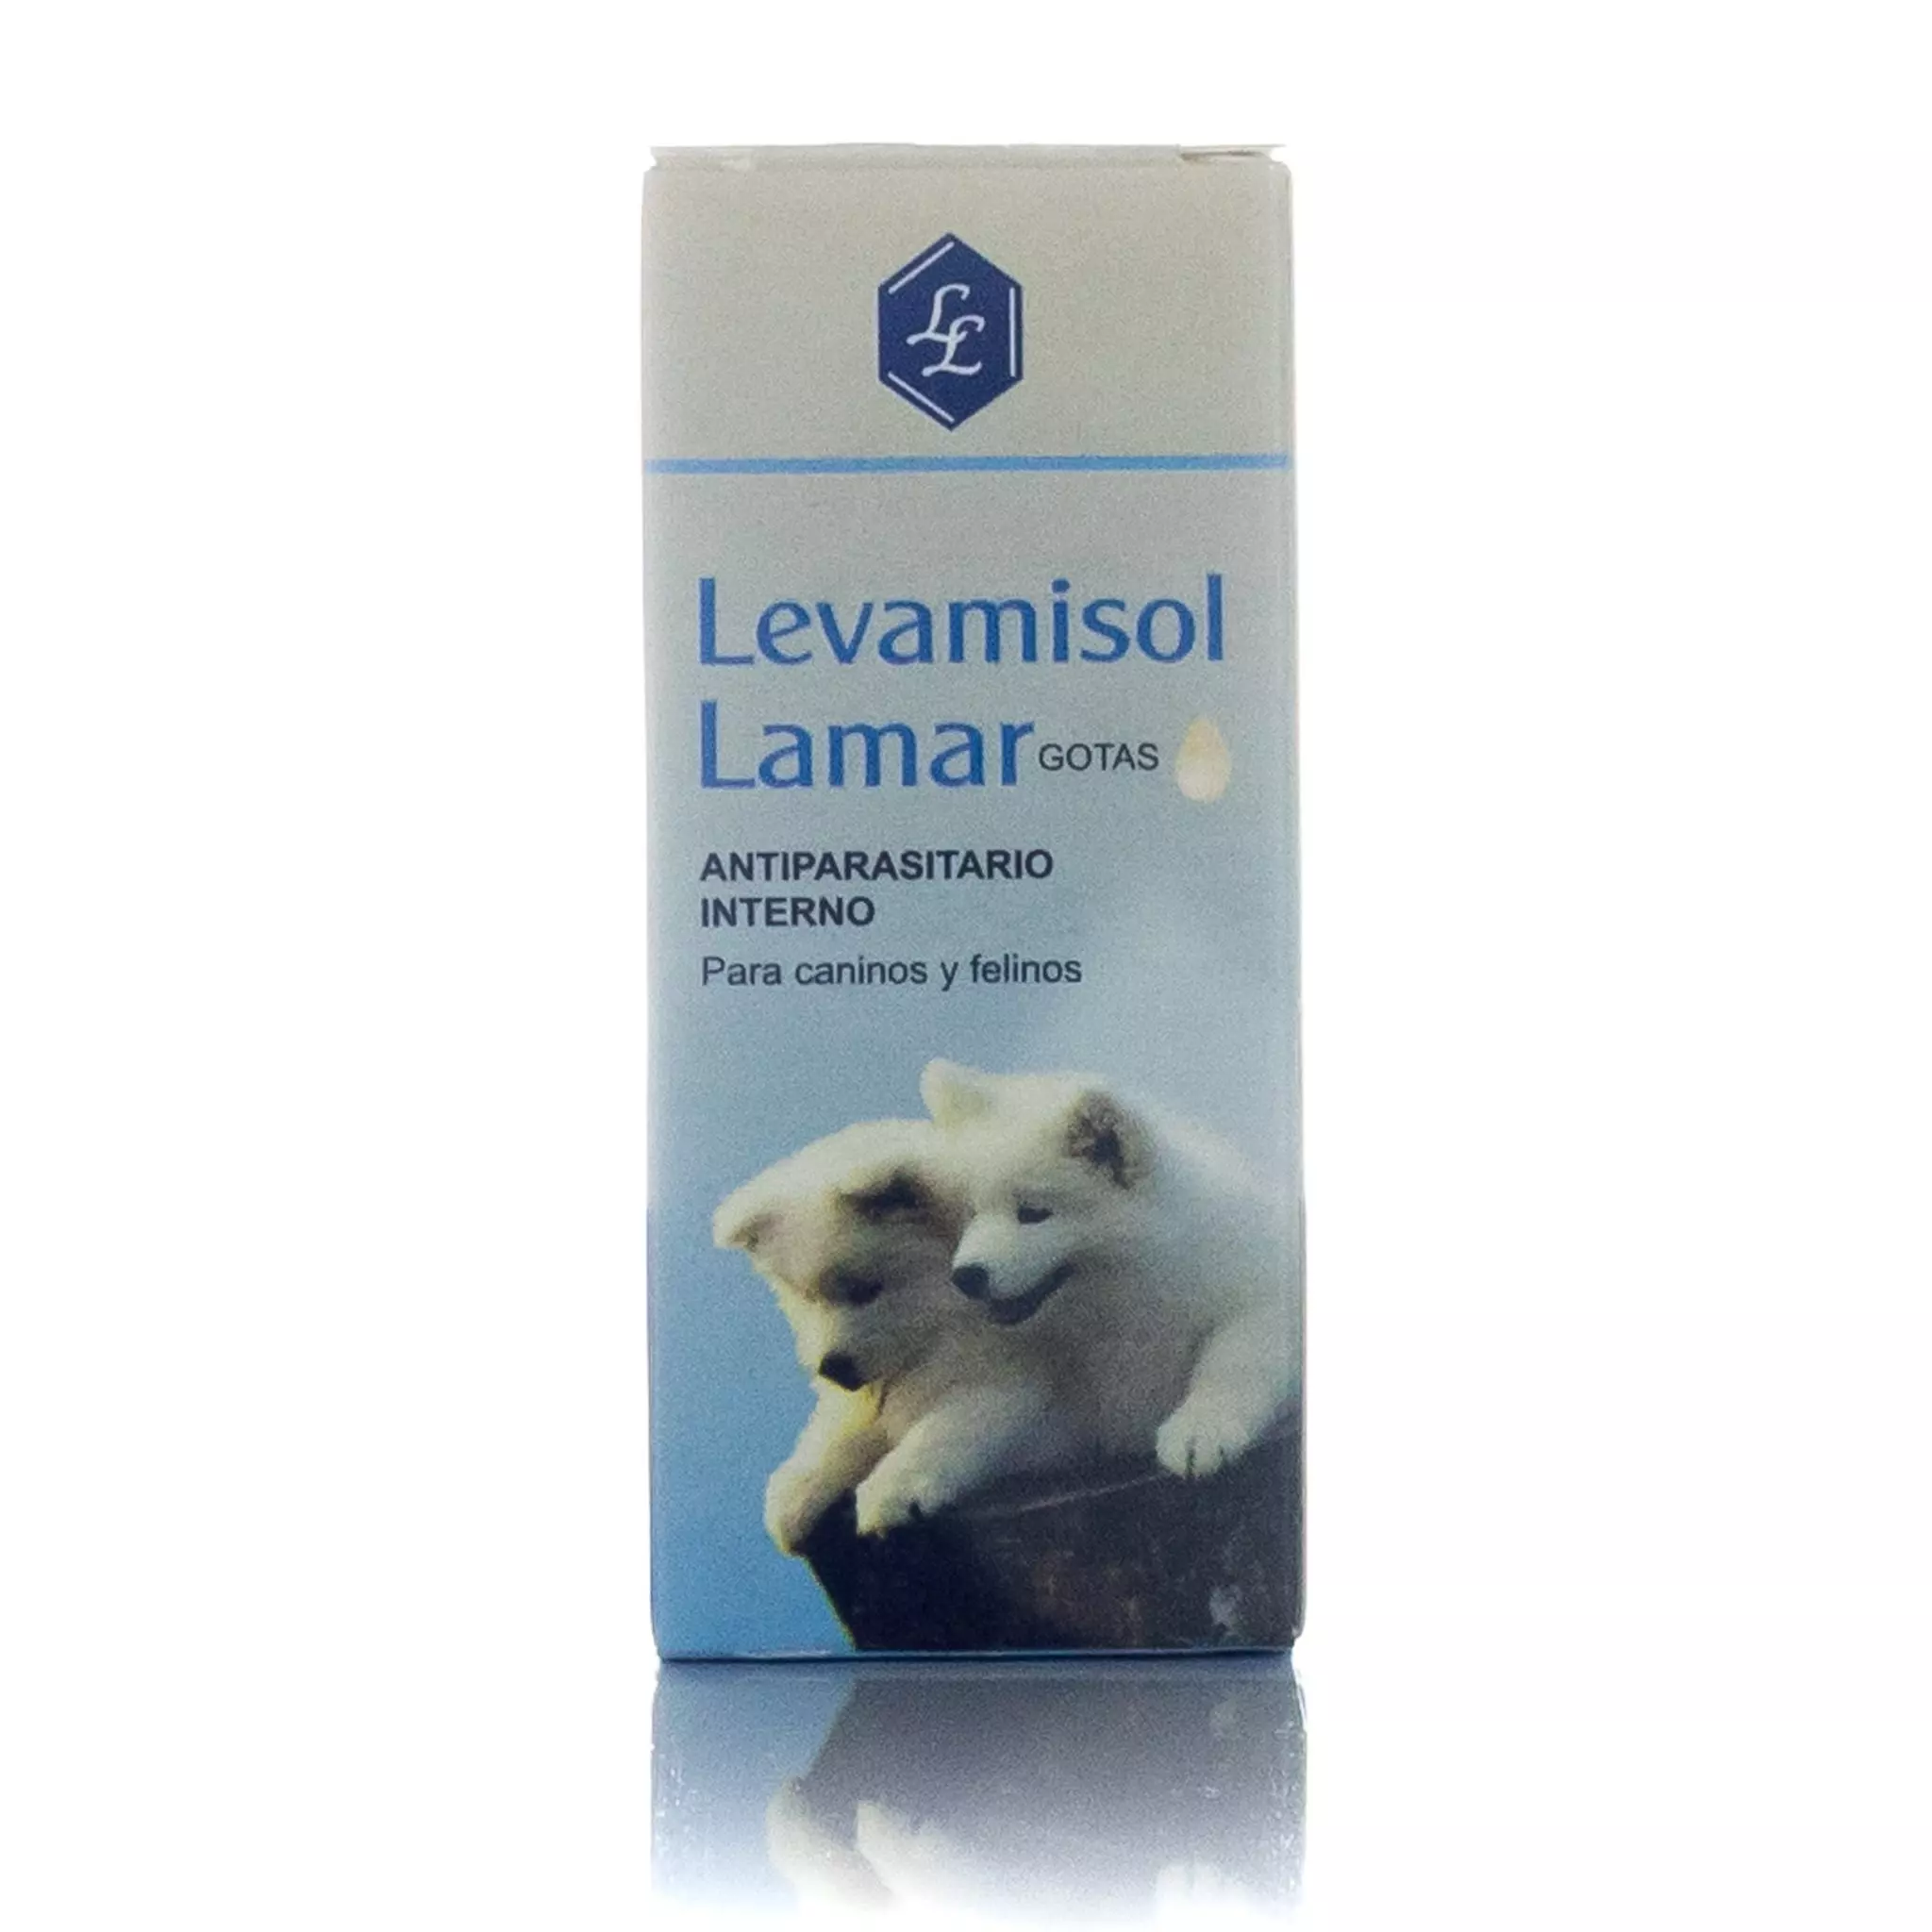 LL
Levamisol
Lamar GOTAS
ANTIPARASITARIO
INTERNO
Para caninos y felinos